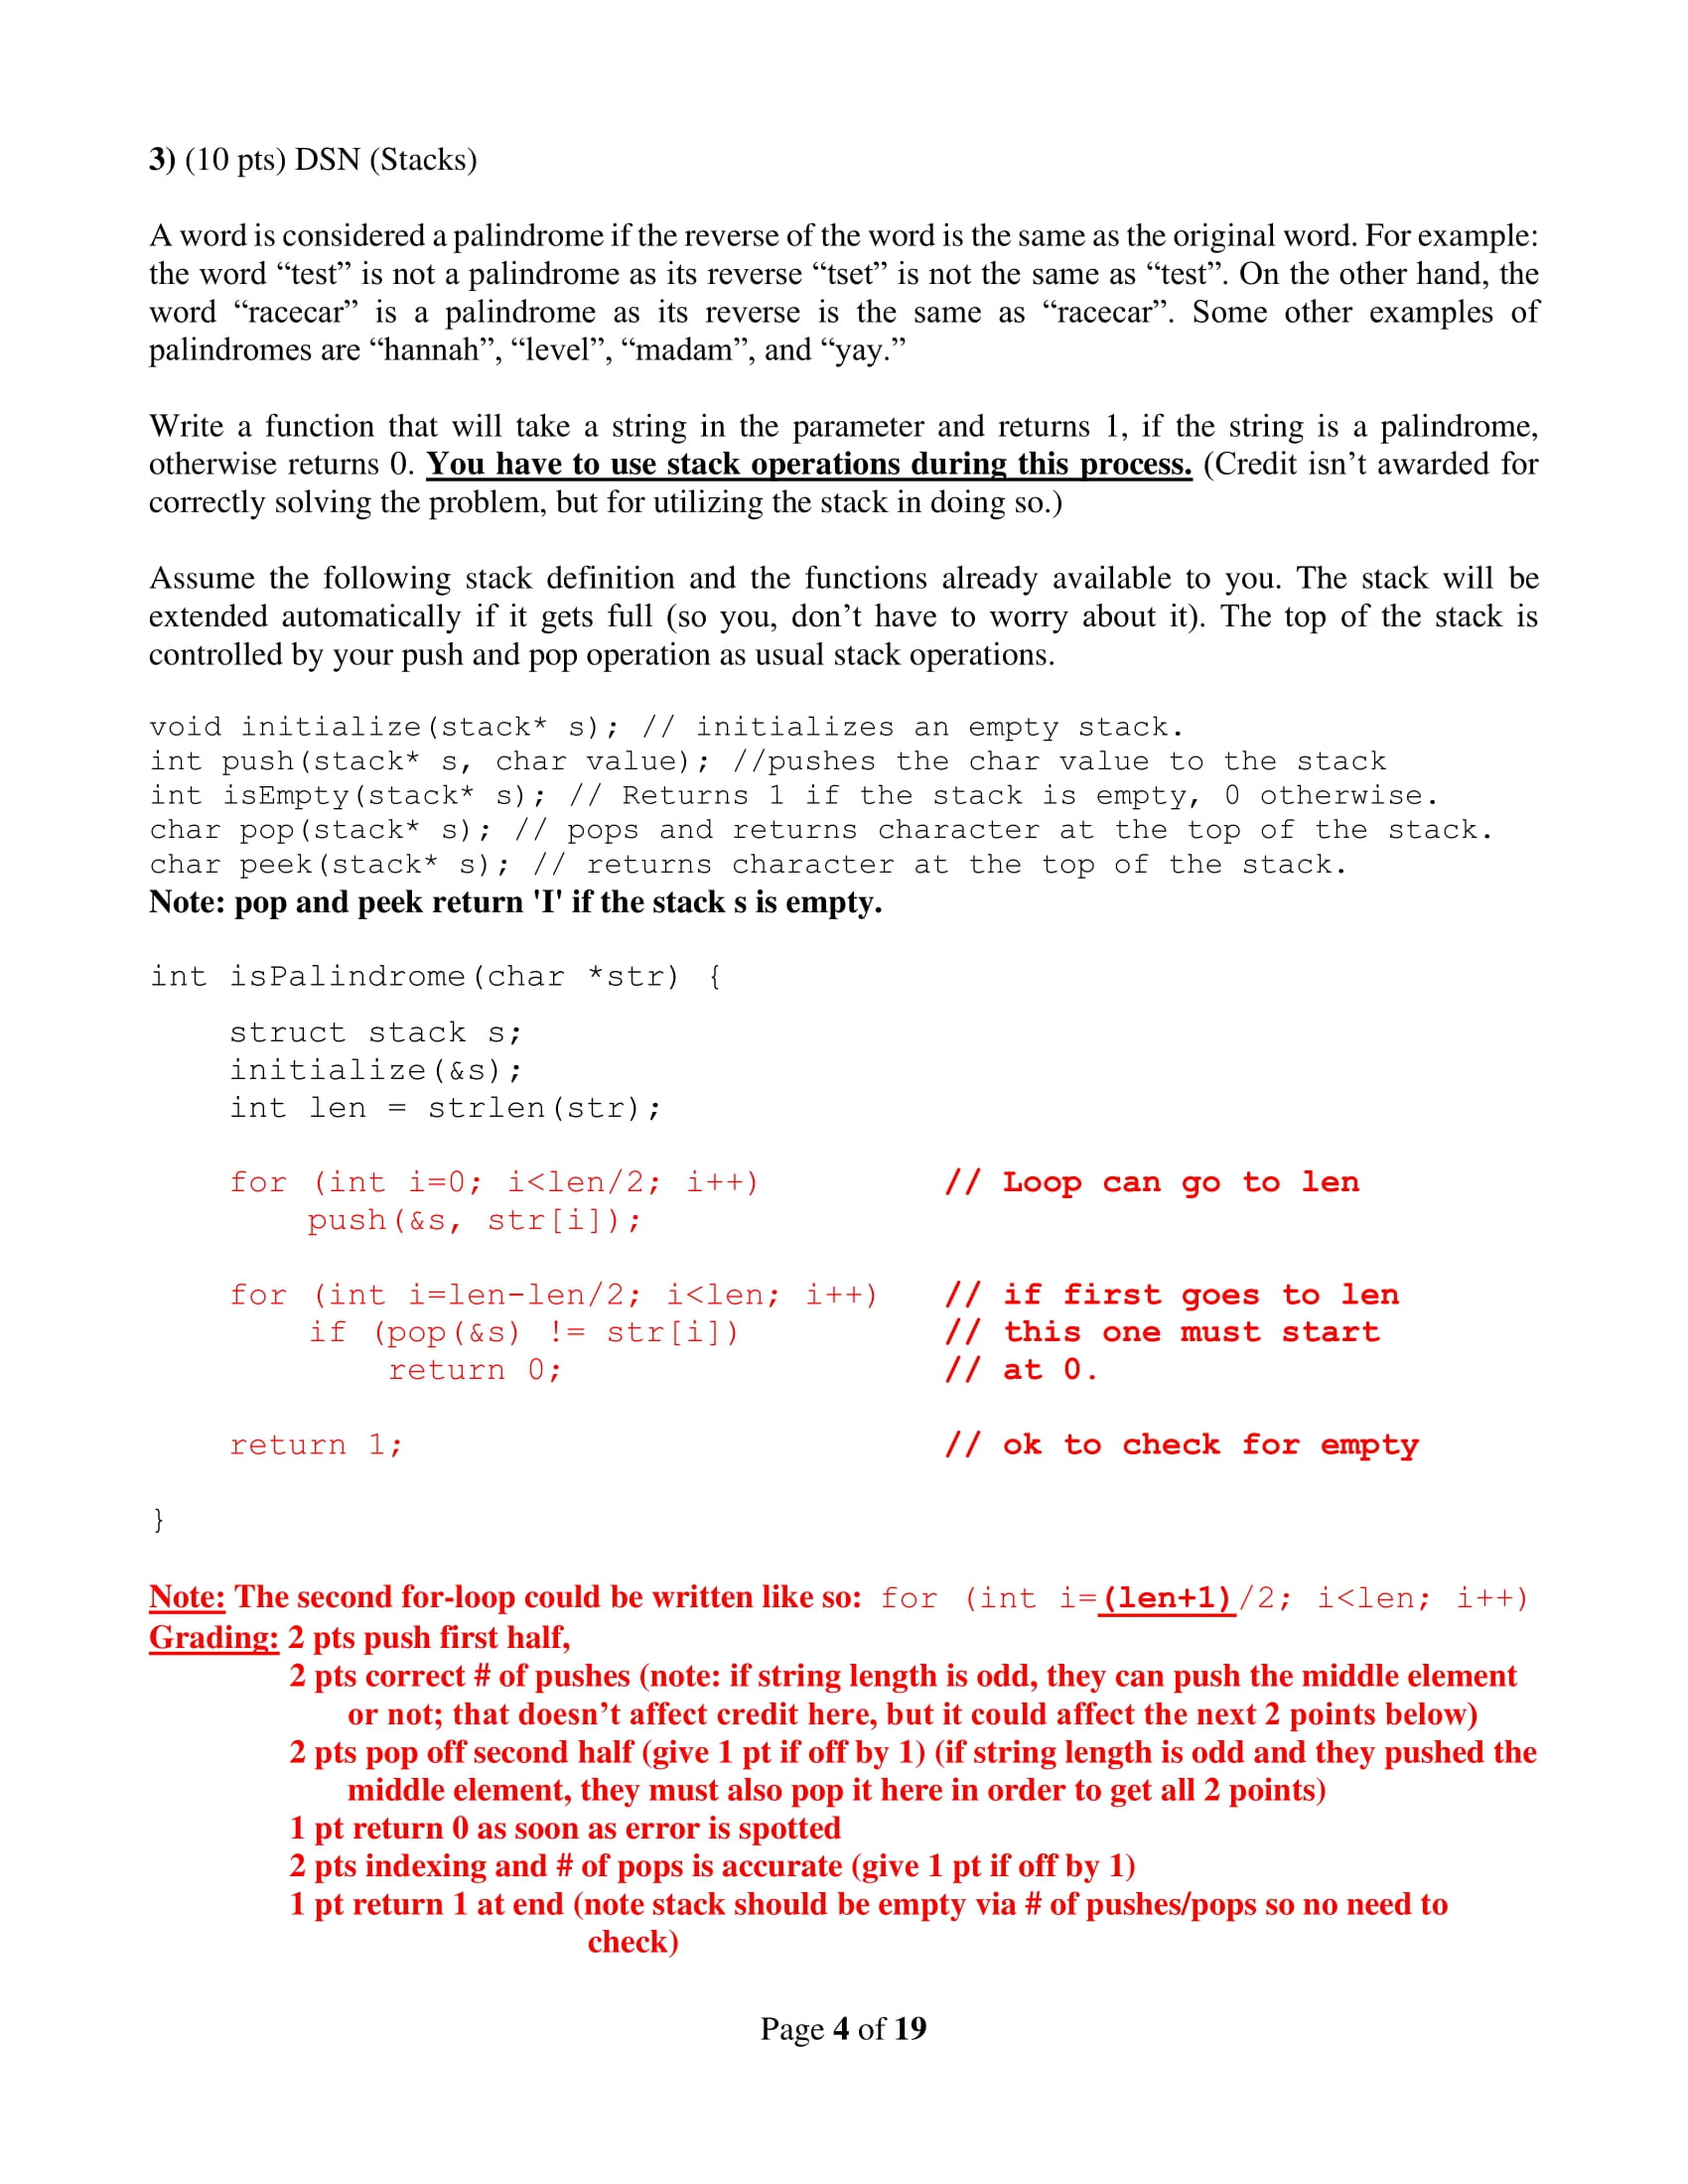 3) (10 pts) DSN (Stacks)
A word is considered a palindrome if the reverse of the word is the same as the original word. For example:
the word “test” is not a palindrome as its reverse “tset” is not the same as “test”. On the other hand, the
word “racecar” is a palindrome as its reverse is the same as “racecar”. Some other examples of
palindromes are “hannah”, “level”, “madam”, and “yay.”
Write a function that will take a string in the parameter and returns 1, if the string is a palindrome,
otherwise returns 0. You have to use stack operations during this process. (Credit isn’t awarded for
correctly solving the problem, but for utilizing the stack in doing so.)
Assume the following stack definition and the functions already available to you. The stack will be
extended automatically if it gets full (so you, don’t have to worry about it). The top of the stack is
controlled by your push and pop operation as usual stack operations.
void initialize(stack* s); // initializes an empty stack.
int push(stack* s, char value); //pushes the char value to the stack
int isEmpty(stack* s); // Returns 1 if the stack is empty, 0 otherwise.
char pop(stack* s); // pops and returns character at the top of the stack.
char peek(stack* s); // returns character at the top of the stack.
Note: pop and peek return 'I' if the stack s is empty.
int isPalindrome(char *str) {
struct stack s;
initialize(&s);
int len = strlen(str);
for (int i=0; i<len/2; i++) // Loop can go to len
push(&s, str[i]);
for (int i=len-len/2; i<len; i++) // if first goes to len
if (pop(&s) != str[i]) // this one must start
return 0; // at 0.
return 1; // ok to check for empty
}
Note: The second for-loop could be written like so: for (int i=(len+1)/2; i<len; i++)
Grading: 2 pts push first half,
2 pts correct # of pushes (note: if string length is odd, they can push the middle element
or not; that doesn’t affect credit here, but it could affect the next 2 points below)
2 pts pop off second half (give 1 pt if off by 1) (if string length is odd and they pushed the
middle element, they must also pop it here in order to get all 2 points)
1 pt return 0 as soon as error is spotted
2 pts indexing and # of pops is accurate (give 1 pt if off by 1)
1 pt return 1 at end (note stack should be empty via # of pushes/pops so no need to
check)
Page 4 of 19